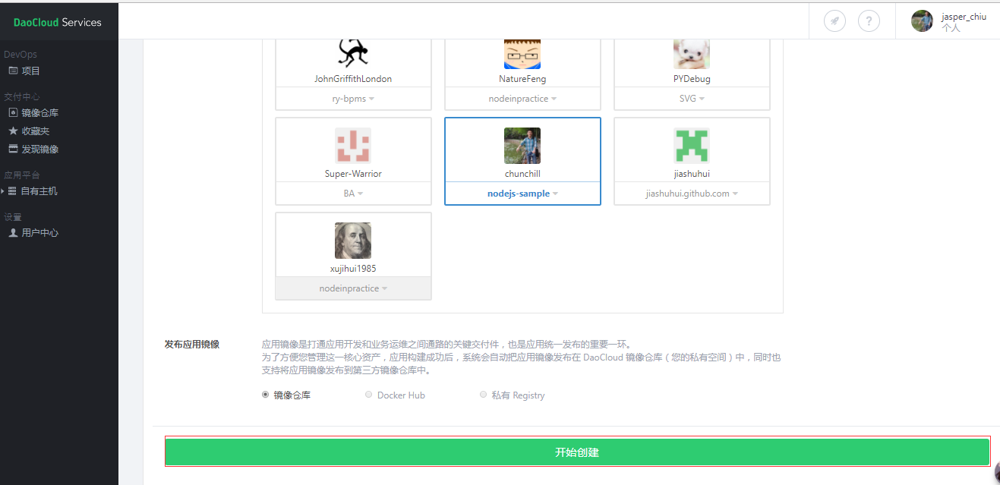 DaoCloud Services
jasper_chiu
个人
DevOps
项目
交付中心
镜像仓库
收藏夹
发现镜像
应用平台
自有主机
设置
用户中心
JohnGriffithLondon
ry-bpms
NatureFeng
nodeinpractice
PYDebug
SVG
Super-Warrior
BA
chunchill
nodejs-sample
jiashuhui
jiashuhui.github.com
xujihui1985
nodeinpractice
发布应用镜像
应用镜像是打通应用开发和业务运维之间通路的关键交付件，也是应用统一发布的重要一环。
为了方便您管理这一核心资产，应用构建成功后，系统会自动把应用镜像发布在 DaoCloud 镜像仓库（您的私有空间）中，同时也
支持将应用镜像发布到第三方镜像仓库中。
镜像仓库 Docker Hub 私有 Registry
开始创建